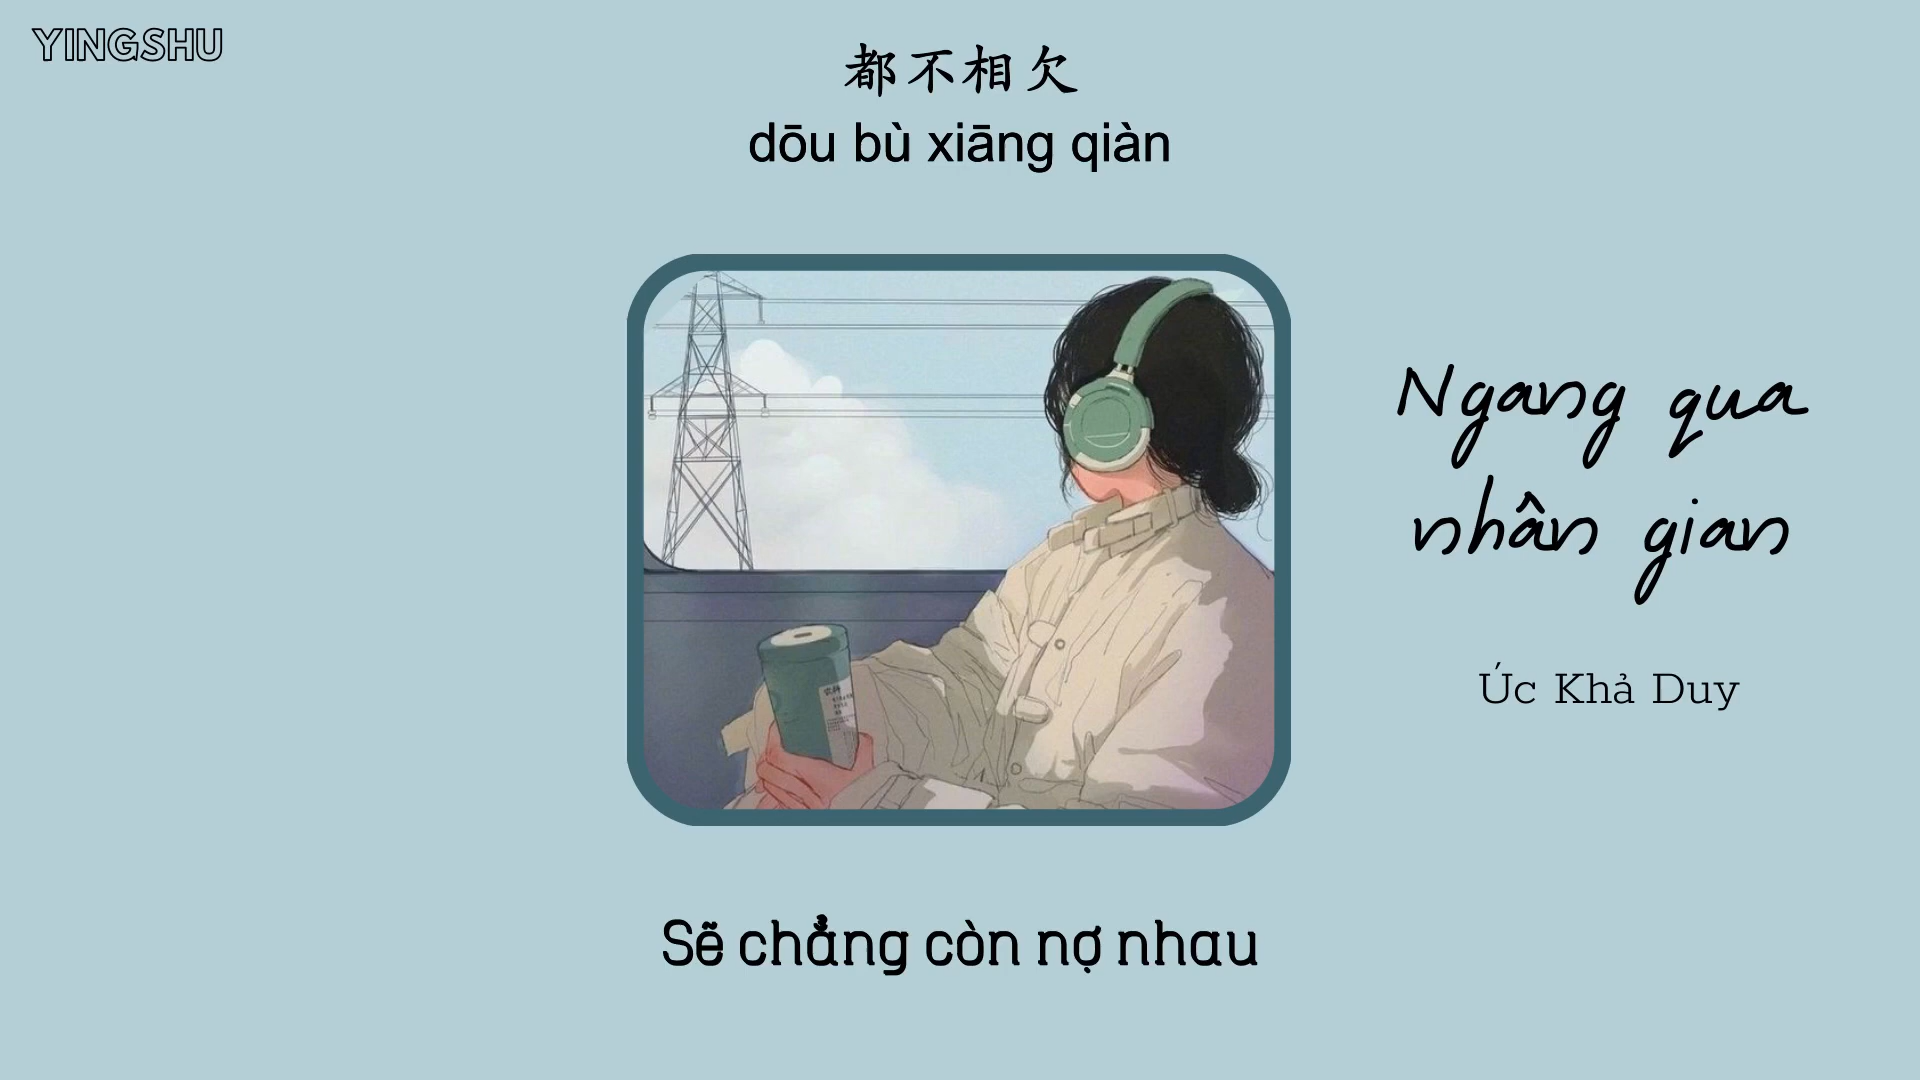 YINGSHU
都不相欠
dōu bù xiāng qiàn
Ngang qua
nhân gian
Úc Khả Duy
Sẽ chẳng còn nợ nhau